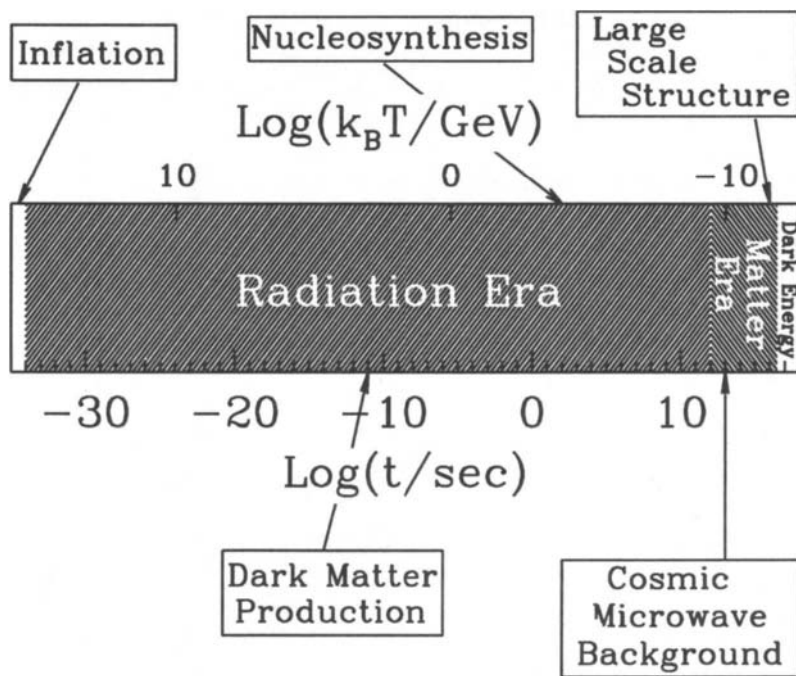 Inflation
Nucleosynthesis
Large
Scale
Structure
Log(k_BT/GeV)
10
0
−10
Radiation Era
Matter
Era
Dark Energy
−30
−20
−10
0
10
Log(t/sec)
Dark Matter
Production
Cosmic
Microwave
Background